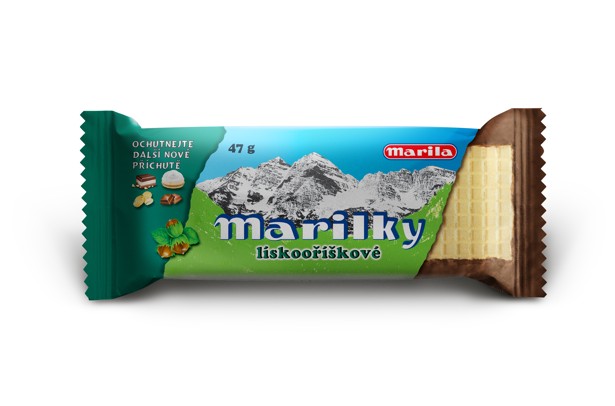 OCHUTNEJTE
DALŠÍ NOVÉ
PŘÍCHUTĚ
47 g
marila
marilky
lískooříškové